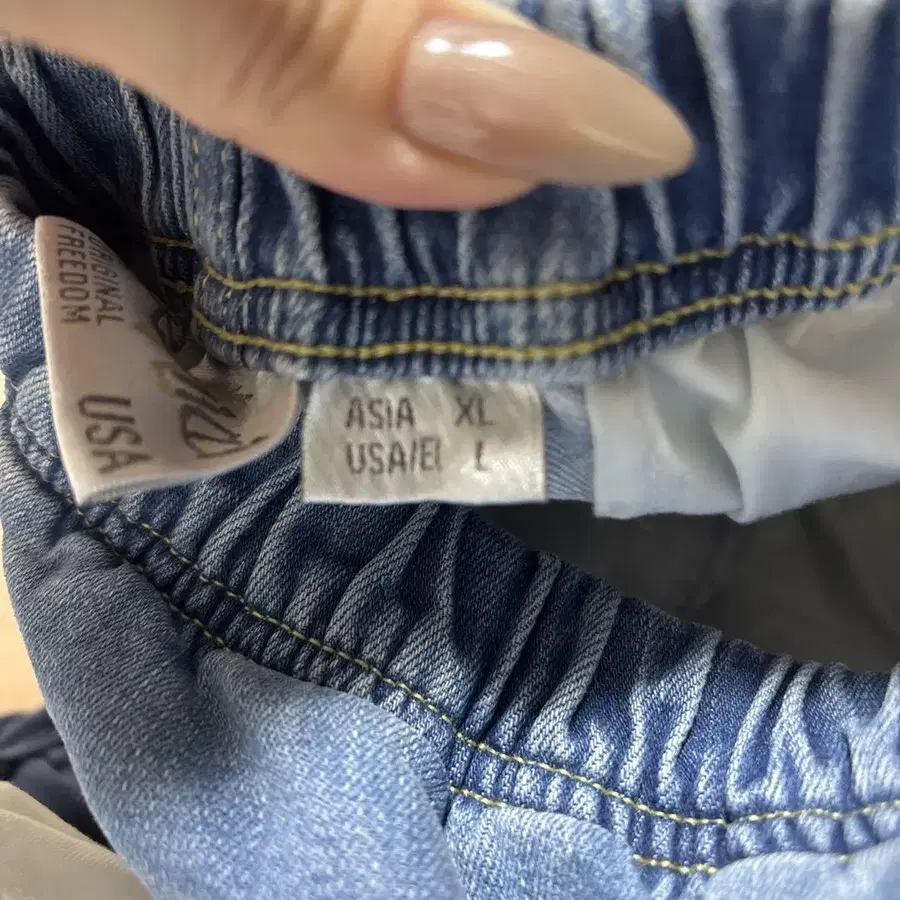 ORIGINAL
FREEDOM
USA
ASIA XL
USA/EU L